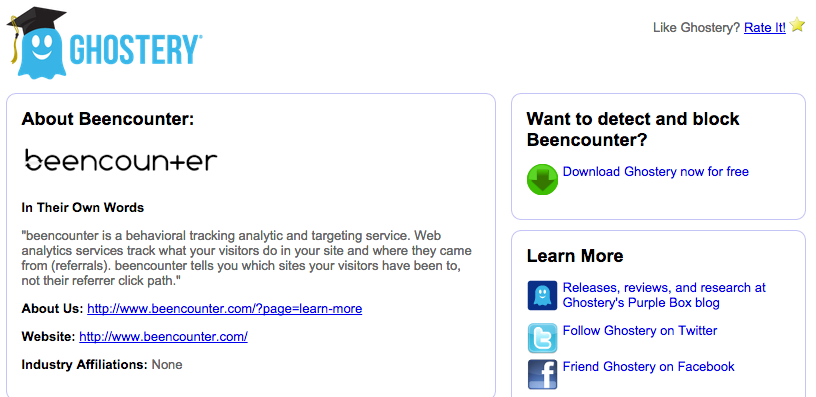 GHOSTERY
Like Ghostery? Rate It!
About Beencounter:
beencounter
In Their Own Words
"beencounter is a behavioral tracking analytic and targeting service. Web
analytics services track what your visitors do in your site and where they came
from (referrals). beencounter tells you which sites your visitors have been to,
not their referrer click path."
About Us: http://www.beencounter.com/?page=learn-more
Website: http://www.beencounter.com/
Industry Affiliations: None
Want to detect and block
Beencounter?
Download Ghostery now for free
Learn More
Releases, reviews, and research at
Ghostery's Purple Box blog
Follow Ghostery on Twitter
Friend Ghostery on Facebook